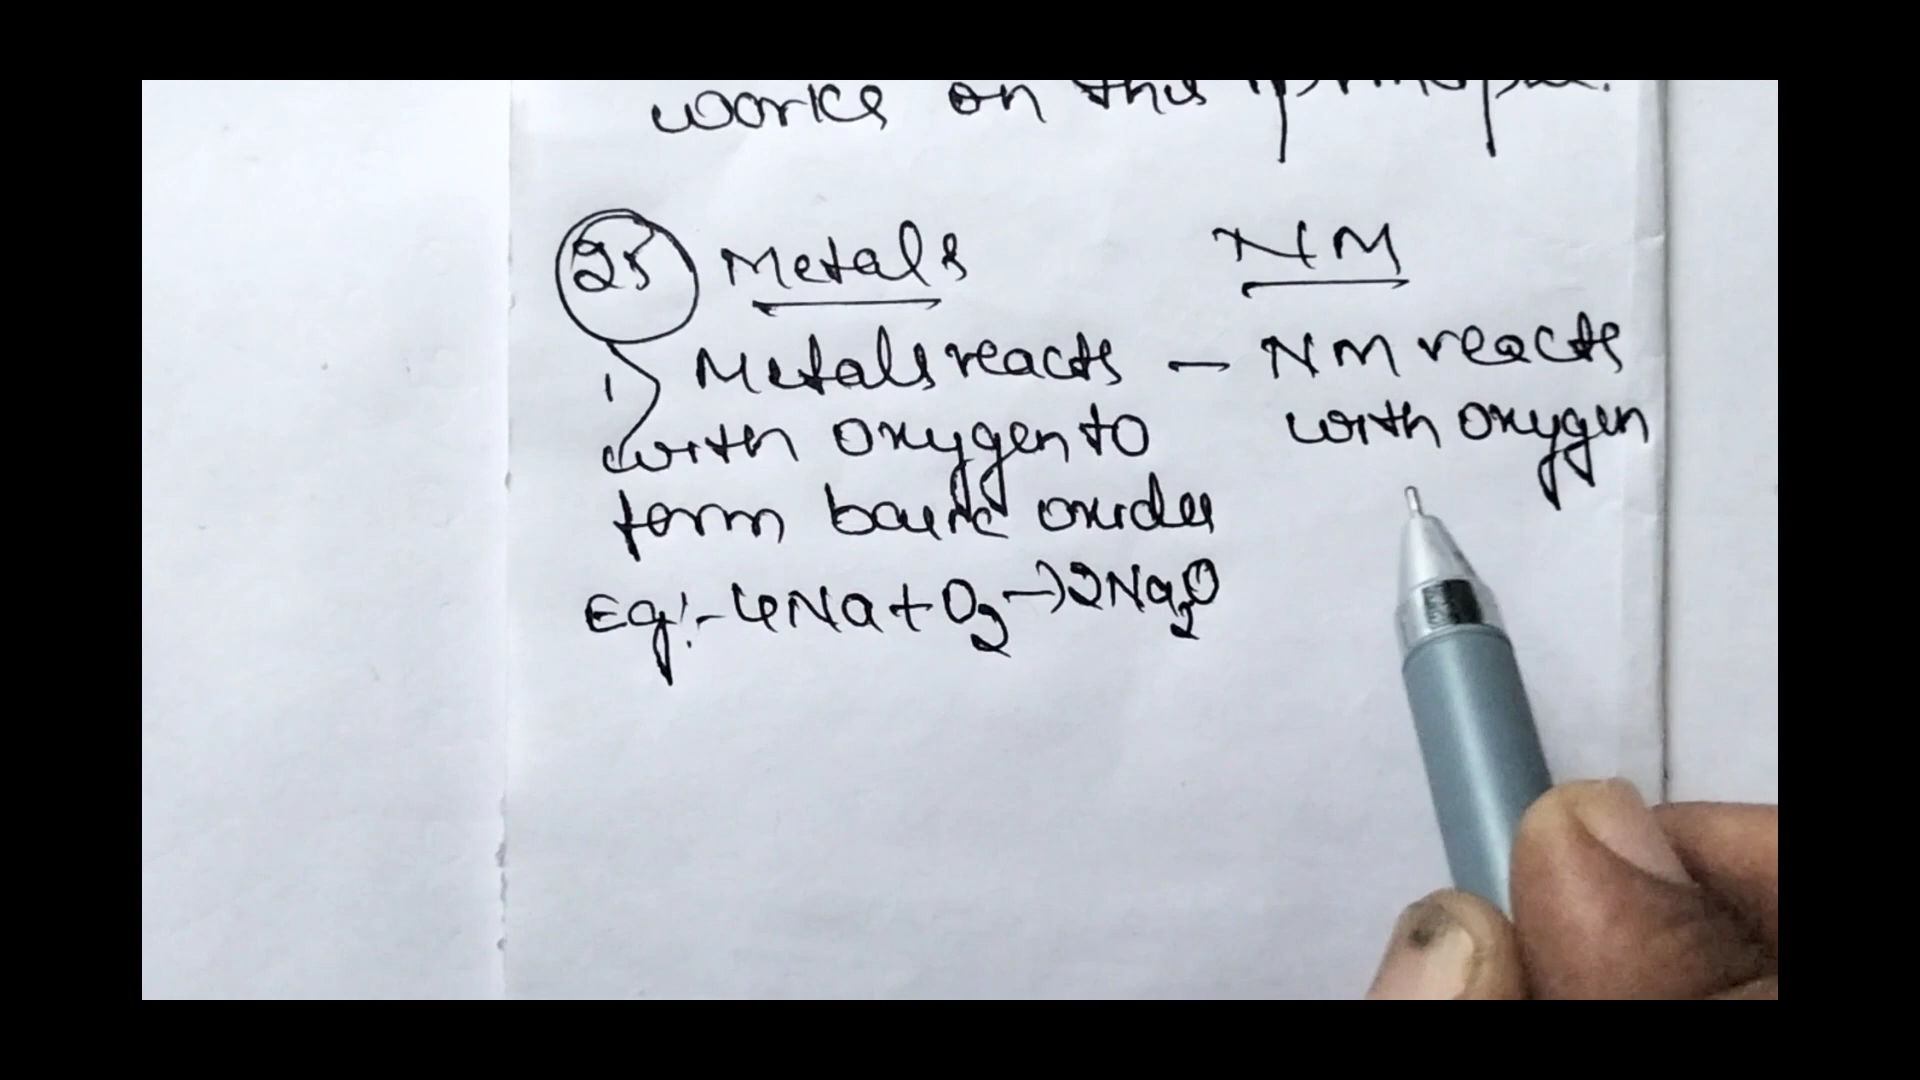 works on this principle.
25 Metals NM
1) Metals reacts – NM reacts
with oxygen to with oxygen
form basic oxides
Eg:- 4Na + O2 → 2Na2O